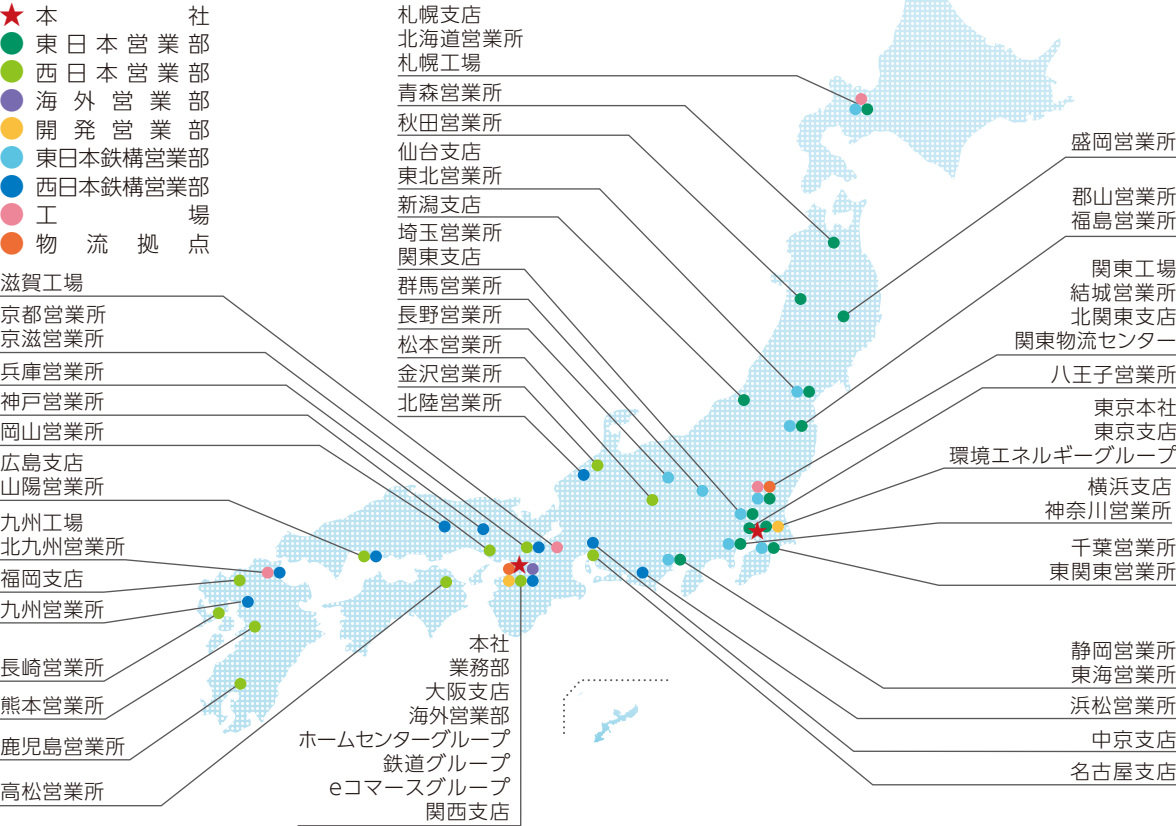 本社
東日本営業部
西日本営業部
海外営業部
開発営業部
東日本鉄構営業部
西日本鉄構営業部
工場
物流拠点
滋賀工場
京都営業所
京滋営業所
兵庫営業所
神戸営業所
岡山営業所
広島支店
山陽営業所
九州工場
北九州営業所
福岡支店
九州営業所
長崎営業所
熊本営業所
鹿児島営業所
高松営業所
札幌支店
北海道営業所
札幌工場
青森営業所
秋田営業所
仙台支店
東北営業所
新潟支店
埼玉営業所
関東支店
群馬営業所
長野営業所
松本営業所
金沢営業所
北陸営業所
本社
業務部
大阪支店
海外営業部
ホームセンターグループ
鉄道グループ
eコマースグループ
関西支店
盛岡営業所
郡山営業所
福島営業所
関東工場
結城営業所
北関東支店
関東物流センター
八王子営業所
東京本社
東京支店
環境エネルギーグループ
横浜支店
神奈川営業所
千葉営業所
東関東営業所
静岡営業所
東海営業所
浜松営業所
中京支店
名古屋支店